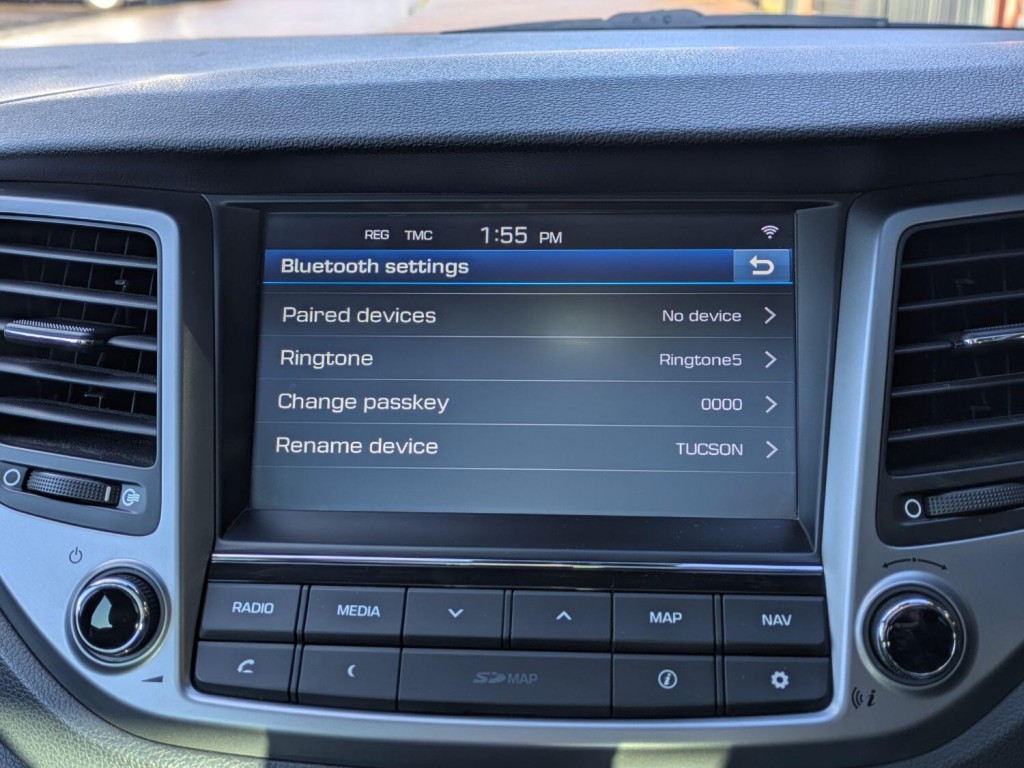 REG TMC 1:55 PM
Bluetooth settings
Paired devices No device
Ringtone Ringtone5
Change passkey 0000
Rename device TUCSON
RADIO MEDIA MAP NAV
SD MAP
i
i